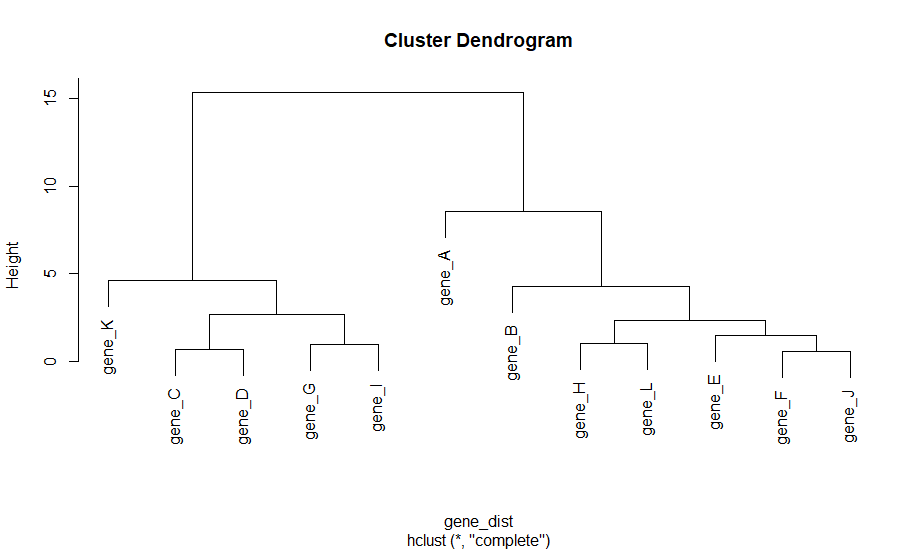 Cluster Dendrogram
Height
15
10
5
0
gene_K
gene_C
gene_D
gene_G
gene_I
gene_A
gene_B
gene_H
gene_L
gene_E
gene_F
gene_J
gene_dist
hclust (*, "complete")